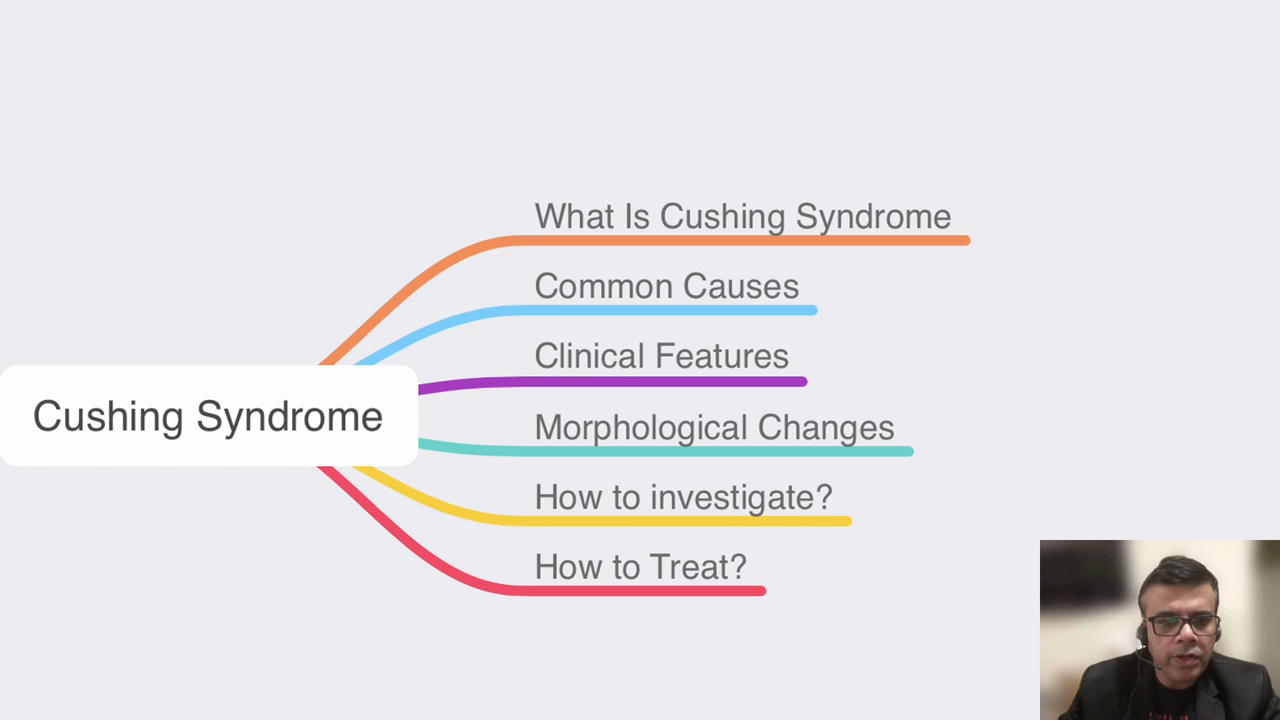 What Is Cushing Syndrome
Common Causes
Clinical Features
Cushing Syndrome
Morphological Changes
How to investigate?
How to Treat?